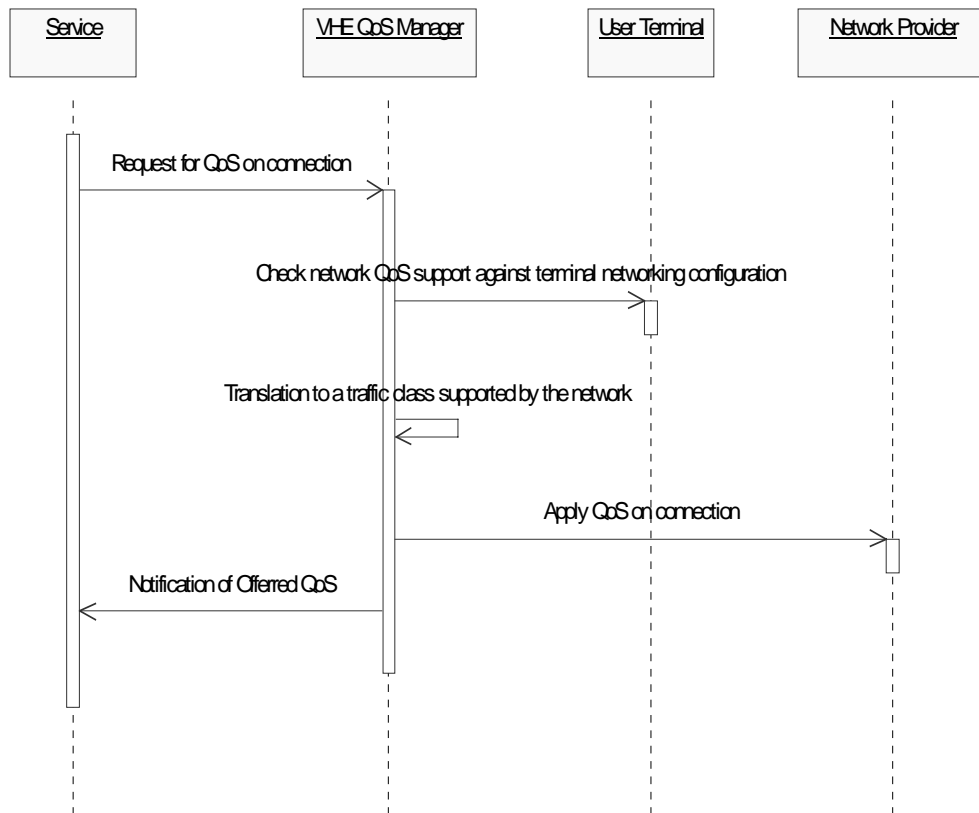 Service
VHE QoS Manager
User Terminal
Network Provider
Request for QoS on connection
Check network QoS support against terminal networking configuration
Translation to a traffic class supported by the network
Apply QoS on connection
Notification of Offerred QoS